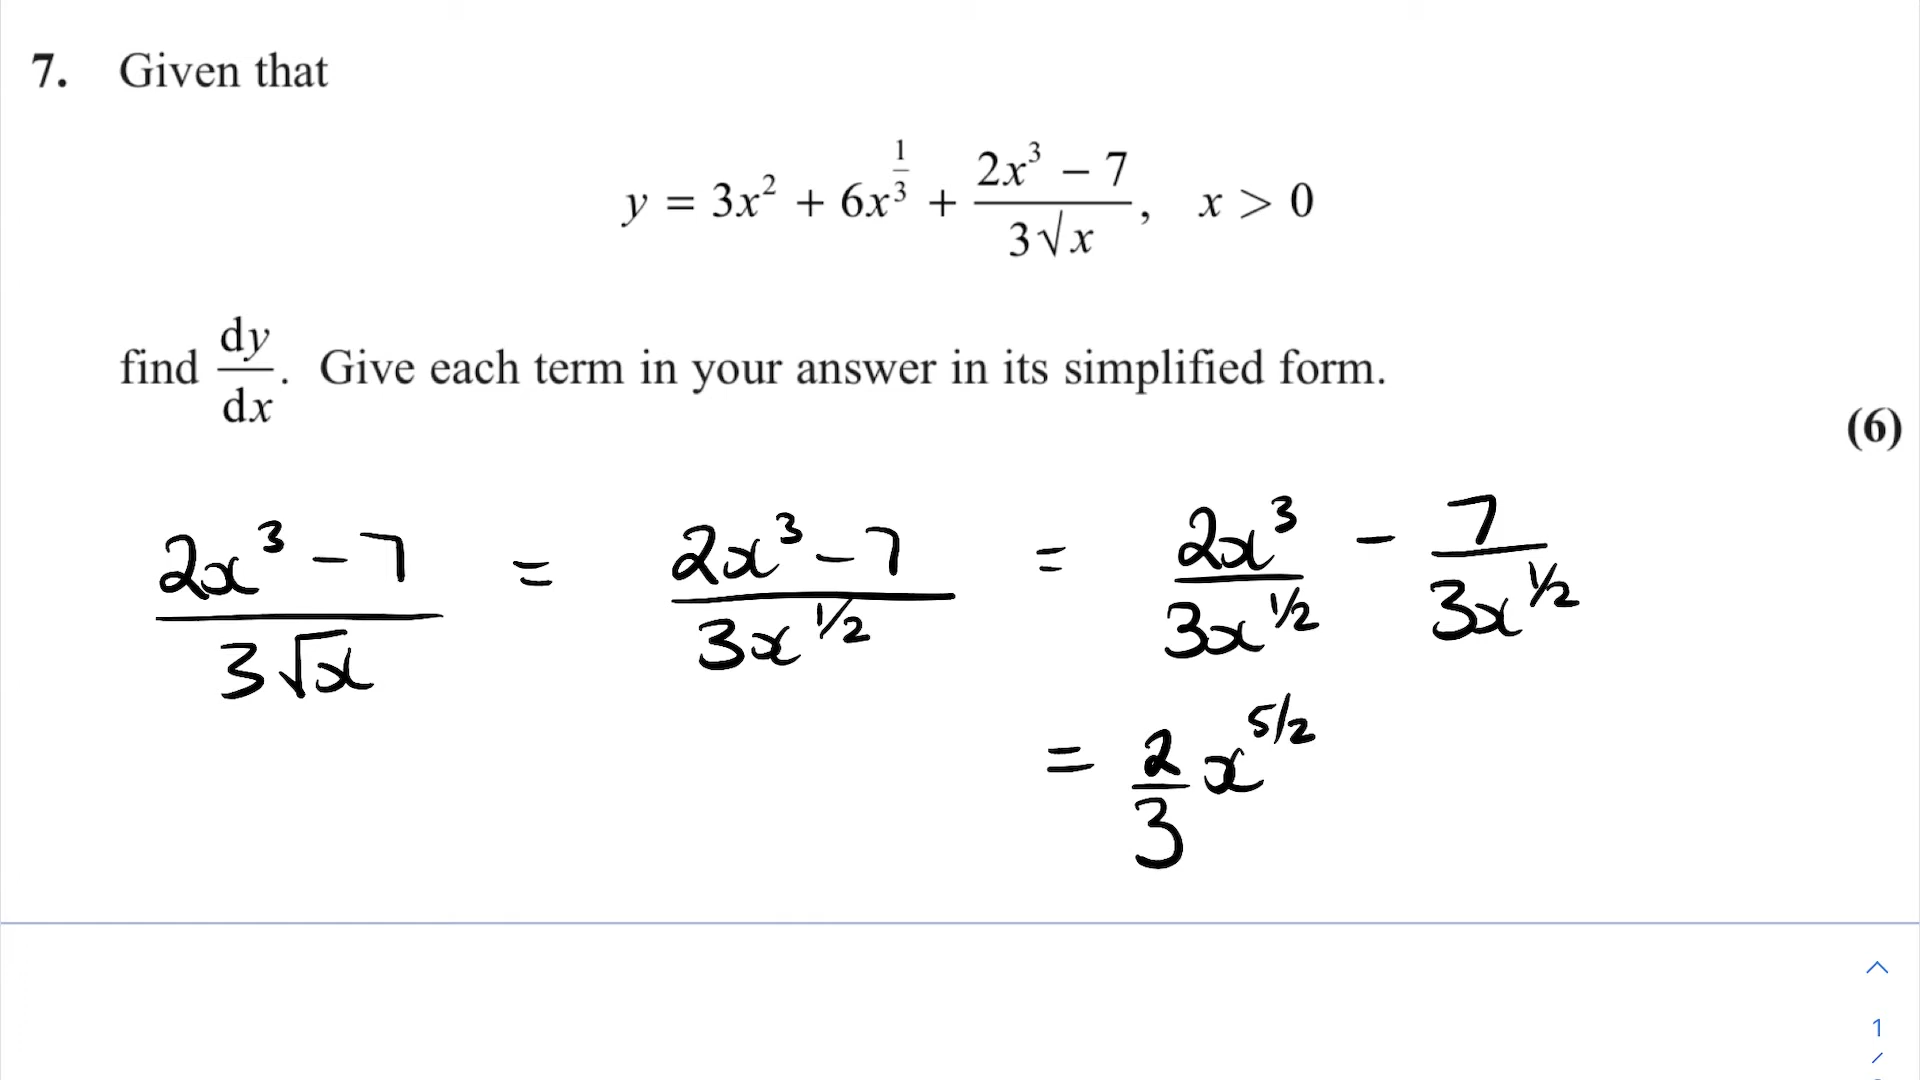 7. Given that
y = 3x² + 6x^(1/3) + (2x³ − 7)/(3√x), x > 0
find dy/dx. Give each term in your answer in its simplified form.
(6)
(2x³ − 7)/(3√x) = (2x³ − 7)/(3x^(1/2)) = 2x³/(3x^(1/2)) − 7/(3x^(1/2))
= 2/3 x^(5/2)
1
/